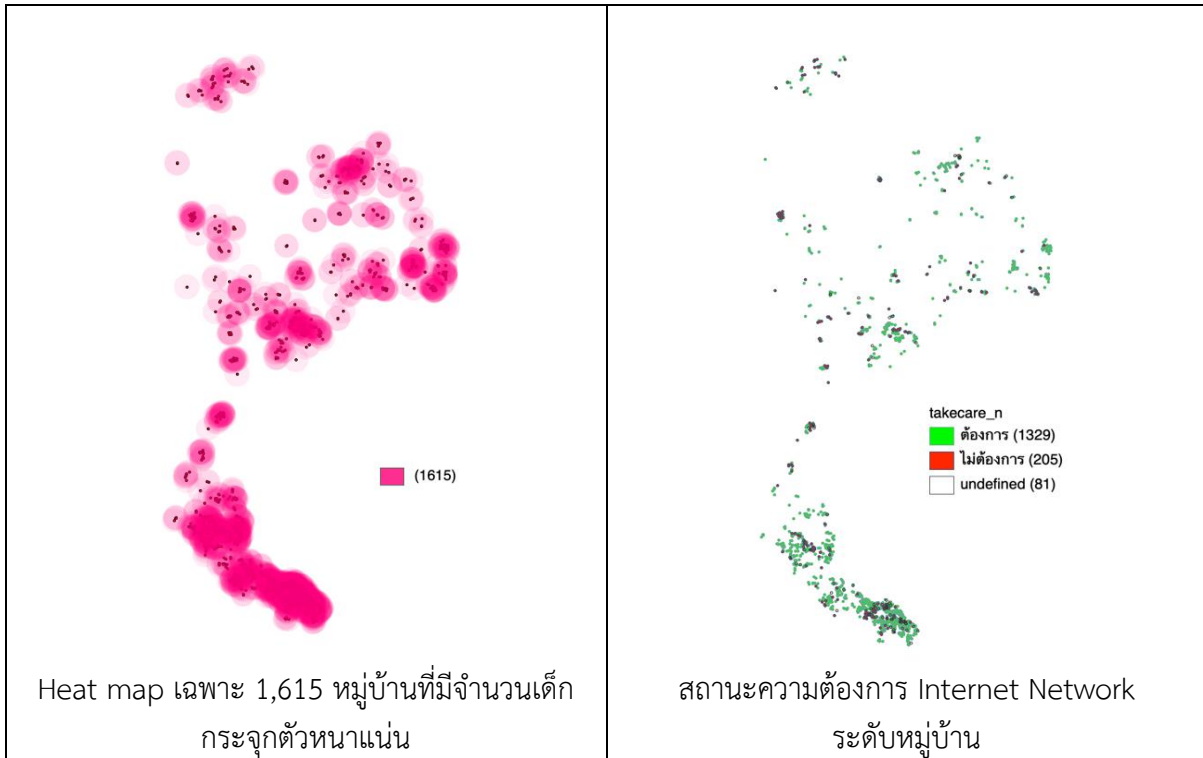 (1615)
Heat map เฉพาะ 1,615 หมู่บ้านที่มีจำนวนเด็ก
กระจุกตัวหนาแน่น
takecare_n
ต้องการ (1329)
ไม่ต้องการ (205)
undefined (81)
สถานะความต้องการ Internet Network
ระดับหมู่บ้าน